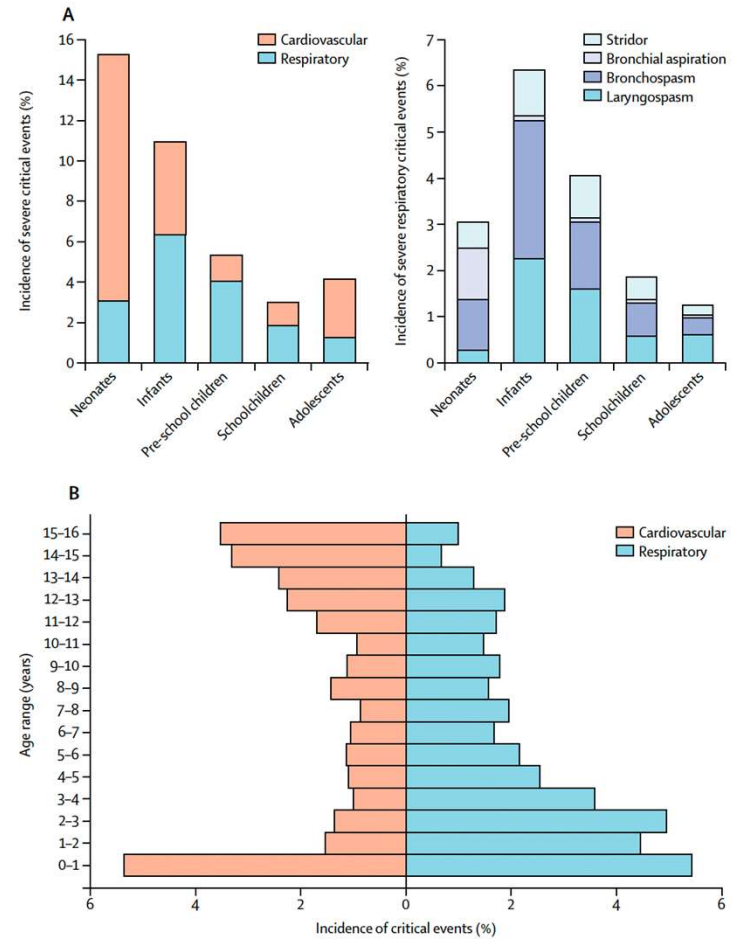 A
Incidence of severe critical events (%)
16
14
12
10
8
6
4
2
0
Cardiovascular
Respiratory
Neonates
Infants
Pre-school children
Schoolchildren
Adolescents
Incidence of severe respiratory critical events (%)
7
6
5
4
3
2
1
0
Stridor
Bronchial aspiration
Bronchospasm
Laryngospasm
Neonates
Infants
Pre-school children
Schoolchildren
Adolescents
B
Age range (years)
15–16
14–15
13–14
12–13
11–12
10–11
9–10
8–9
7–8
6–7
5–6
4–5
3–4
2–3
1–2
0–1
Cardiovascular
Respiratory
6 4 2 0 2 4 6
Incidence of critical events (%)